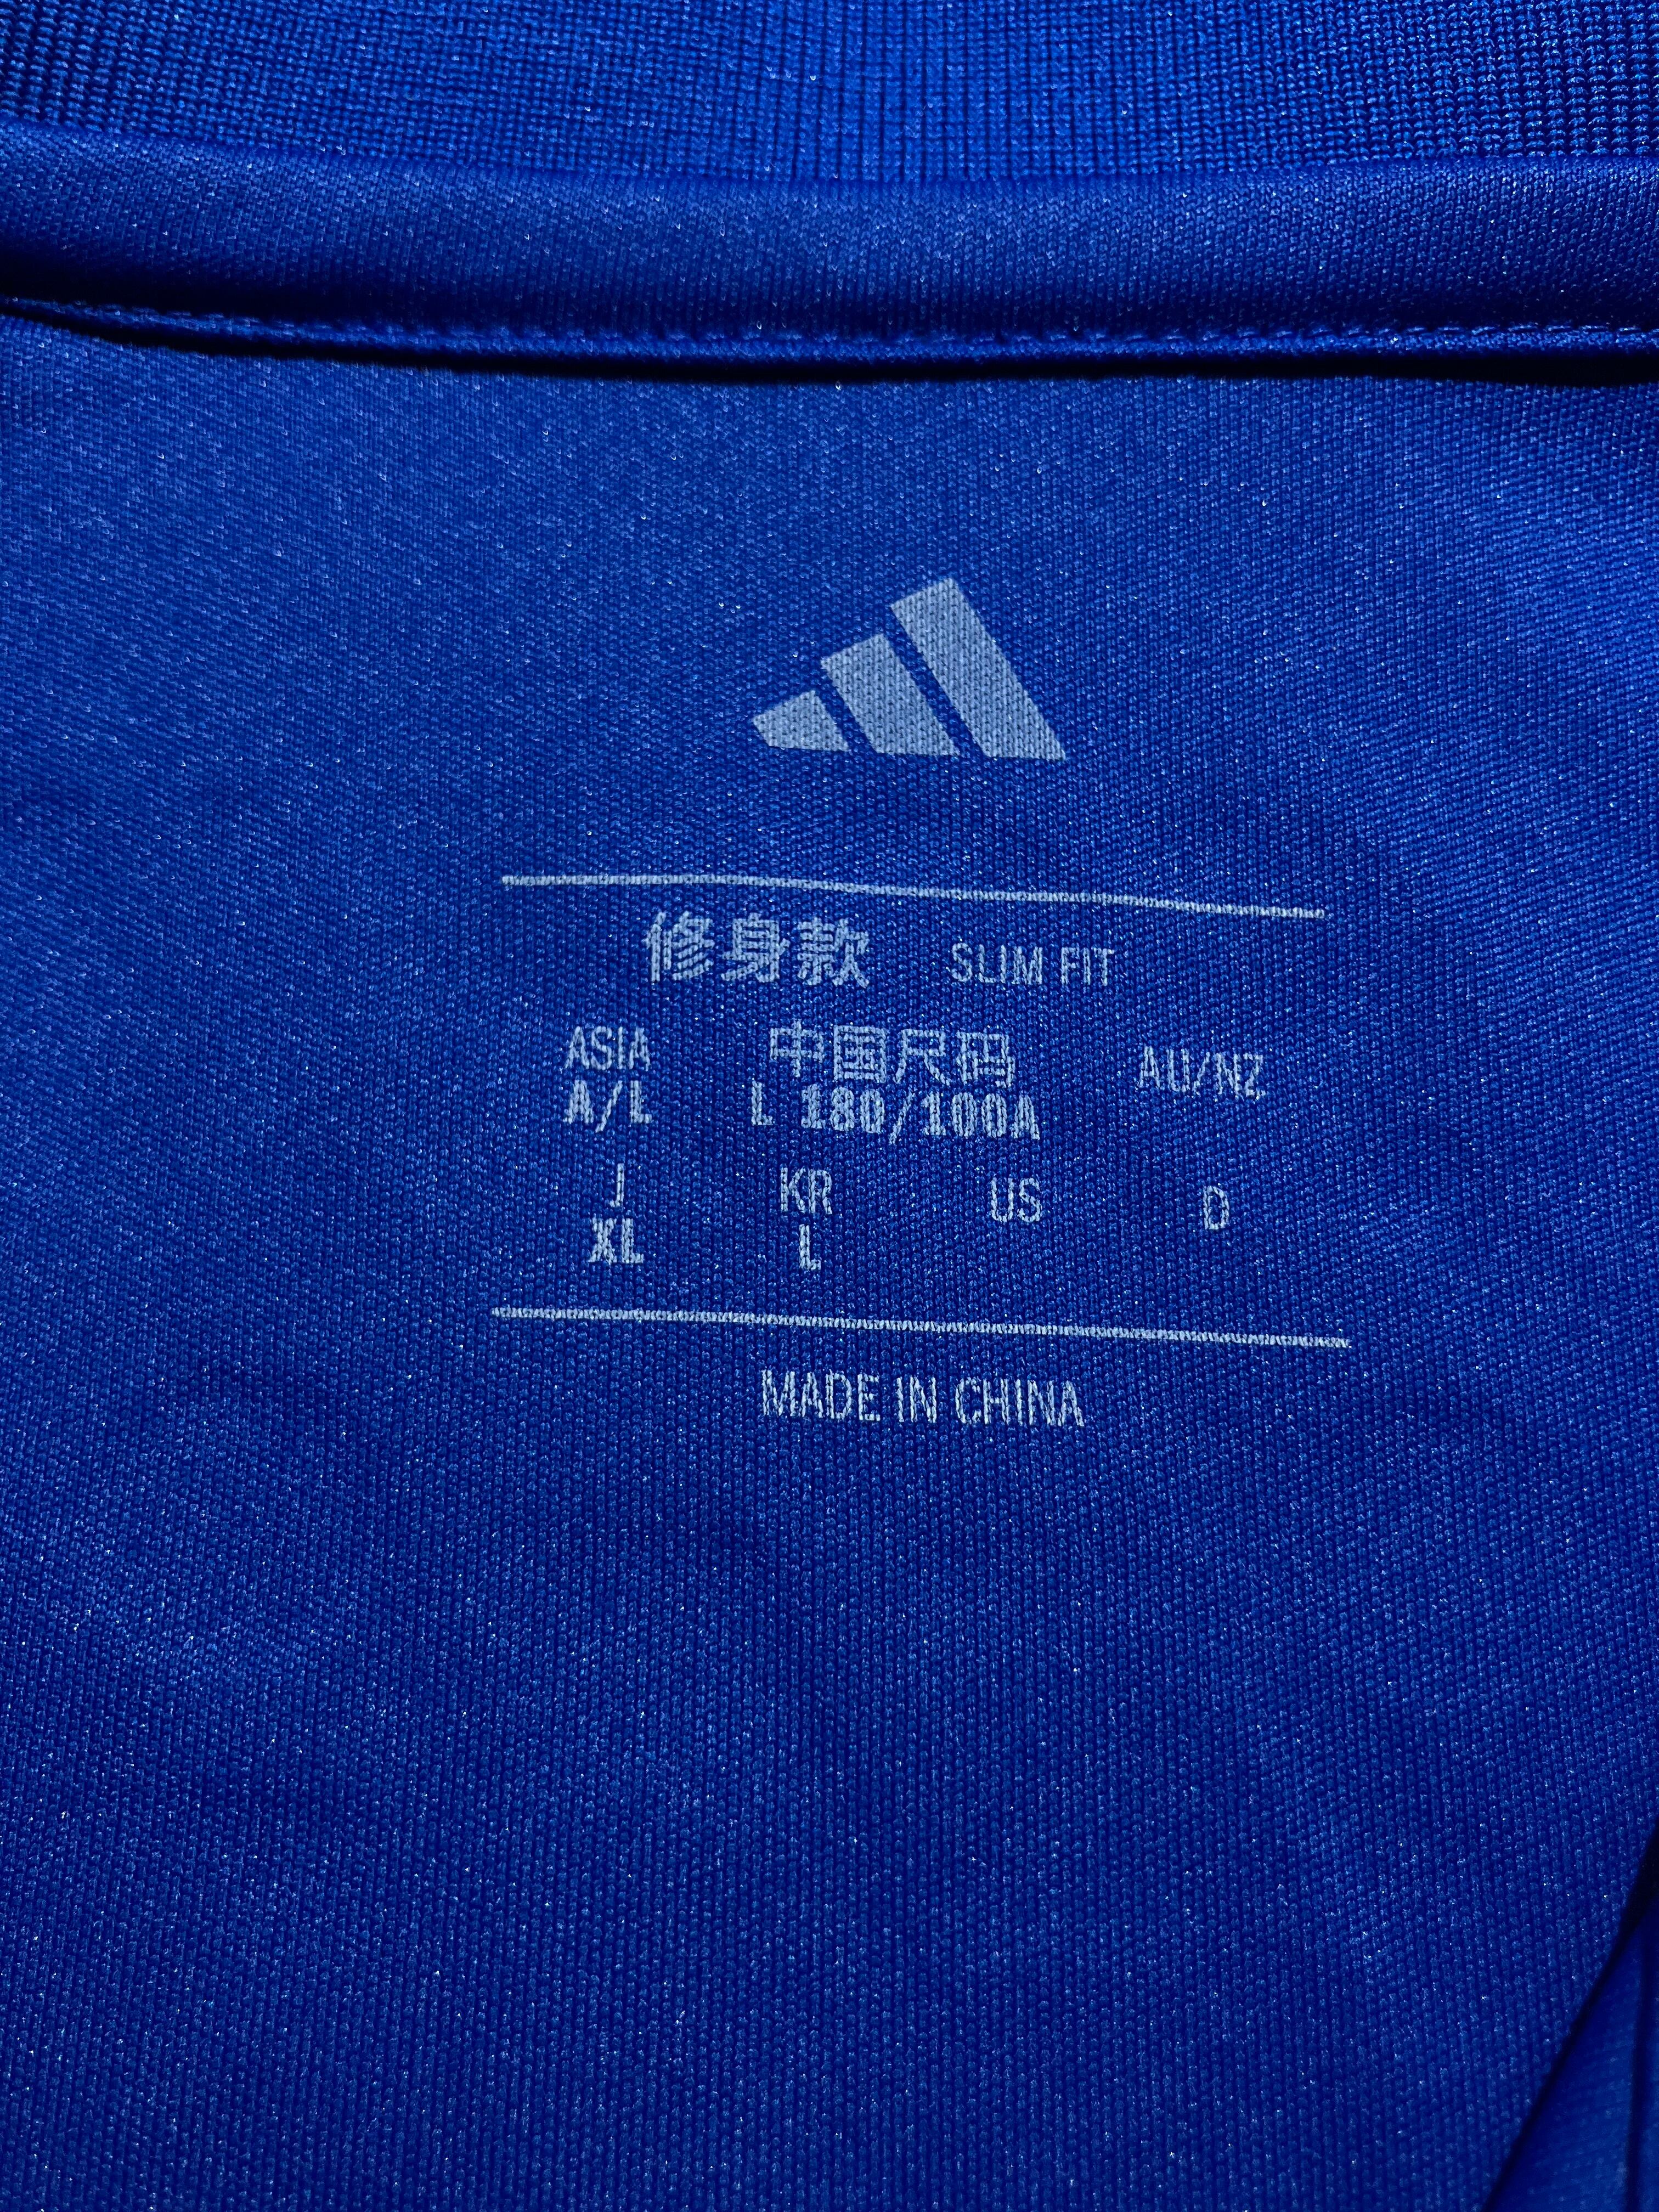 修身款 SLIM FIT
ASIA 中国尺码 AU/NZ
A/L L 180/100A
J KR US D
XL L
MADE IN CHINA